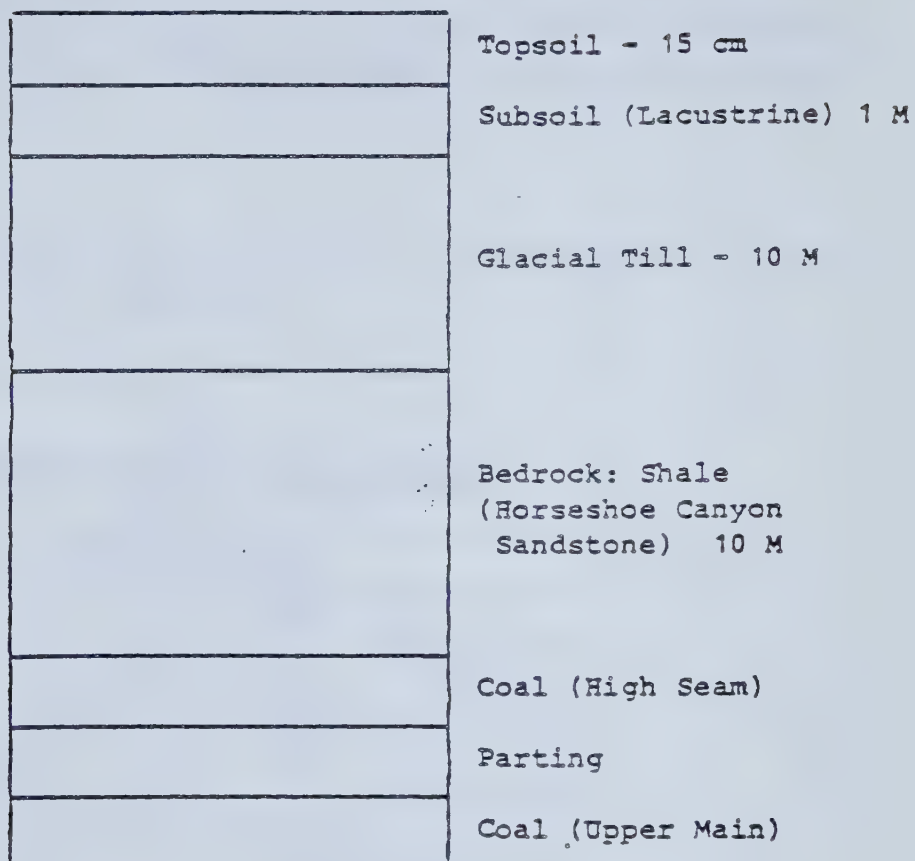 Topsoil - 15 cm
Subsoil (Lacustrine) 1 M
Glacial Till - 10 M
Bedrock: Shale
(Horseshoe Canyon
Sandstone) 10 M
Coal (High Seam)
Parting
Coal (Upper Main)